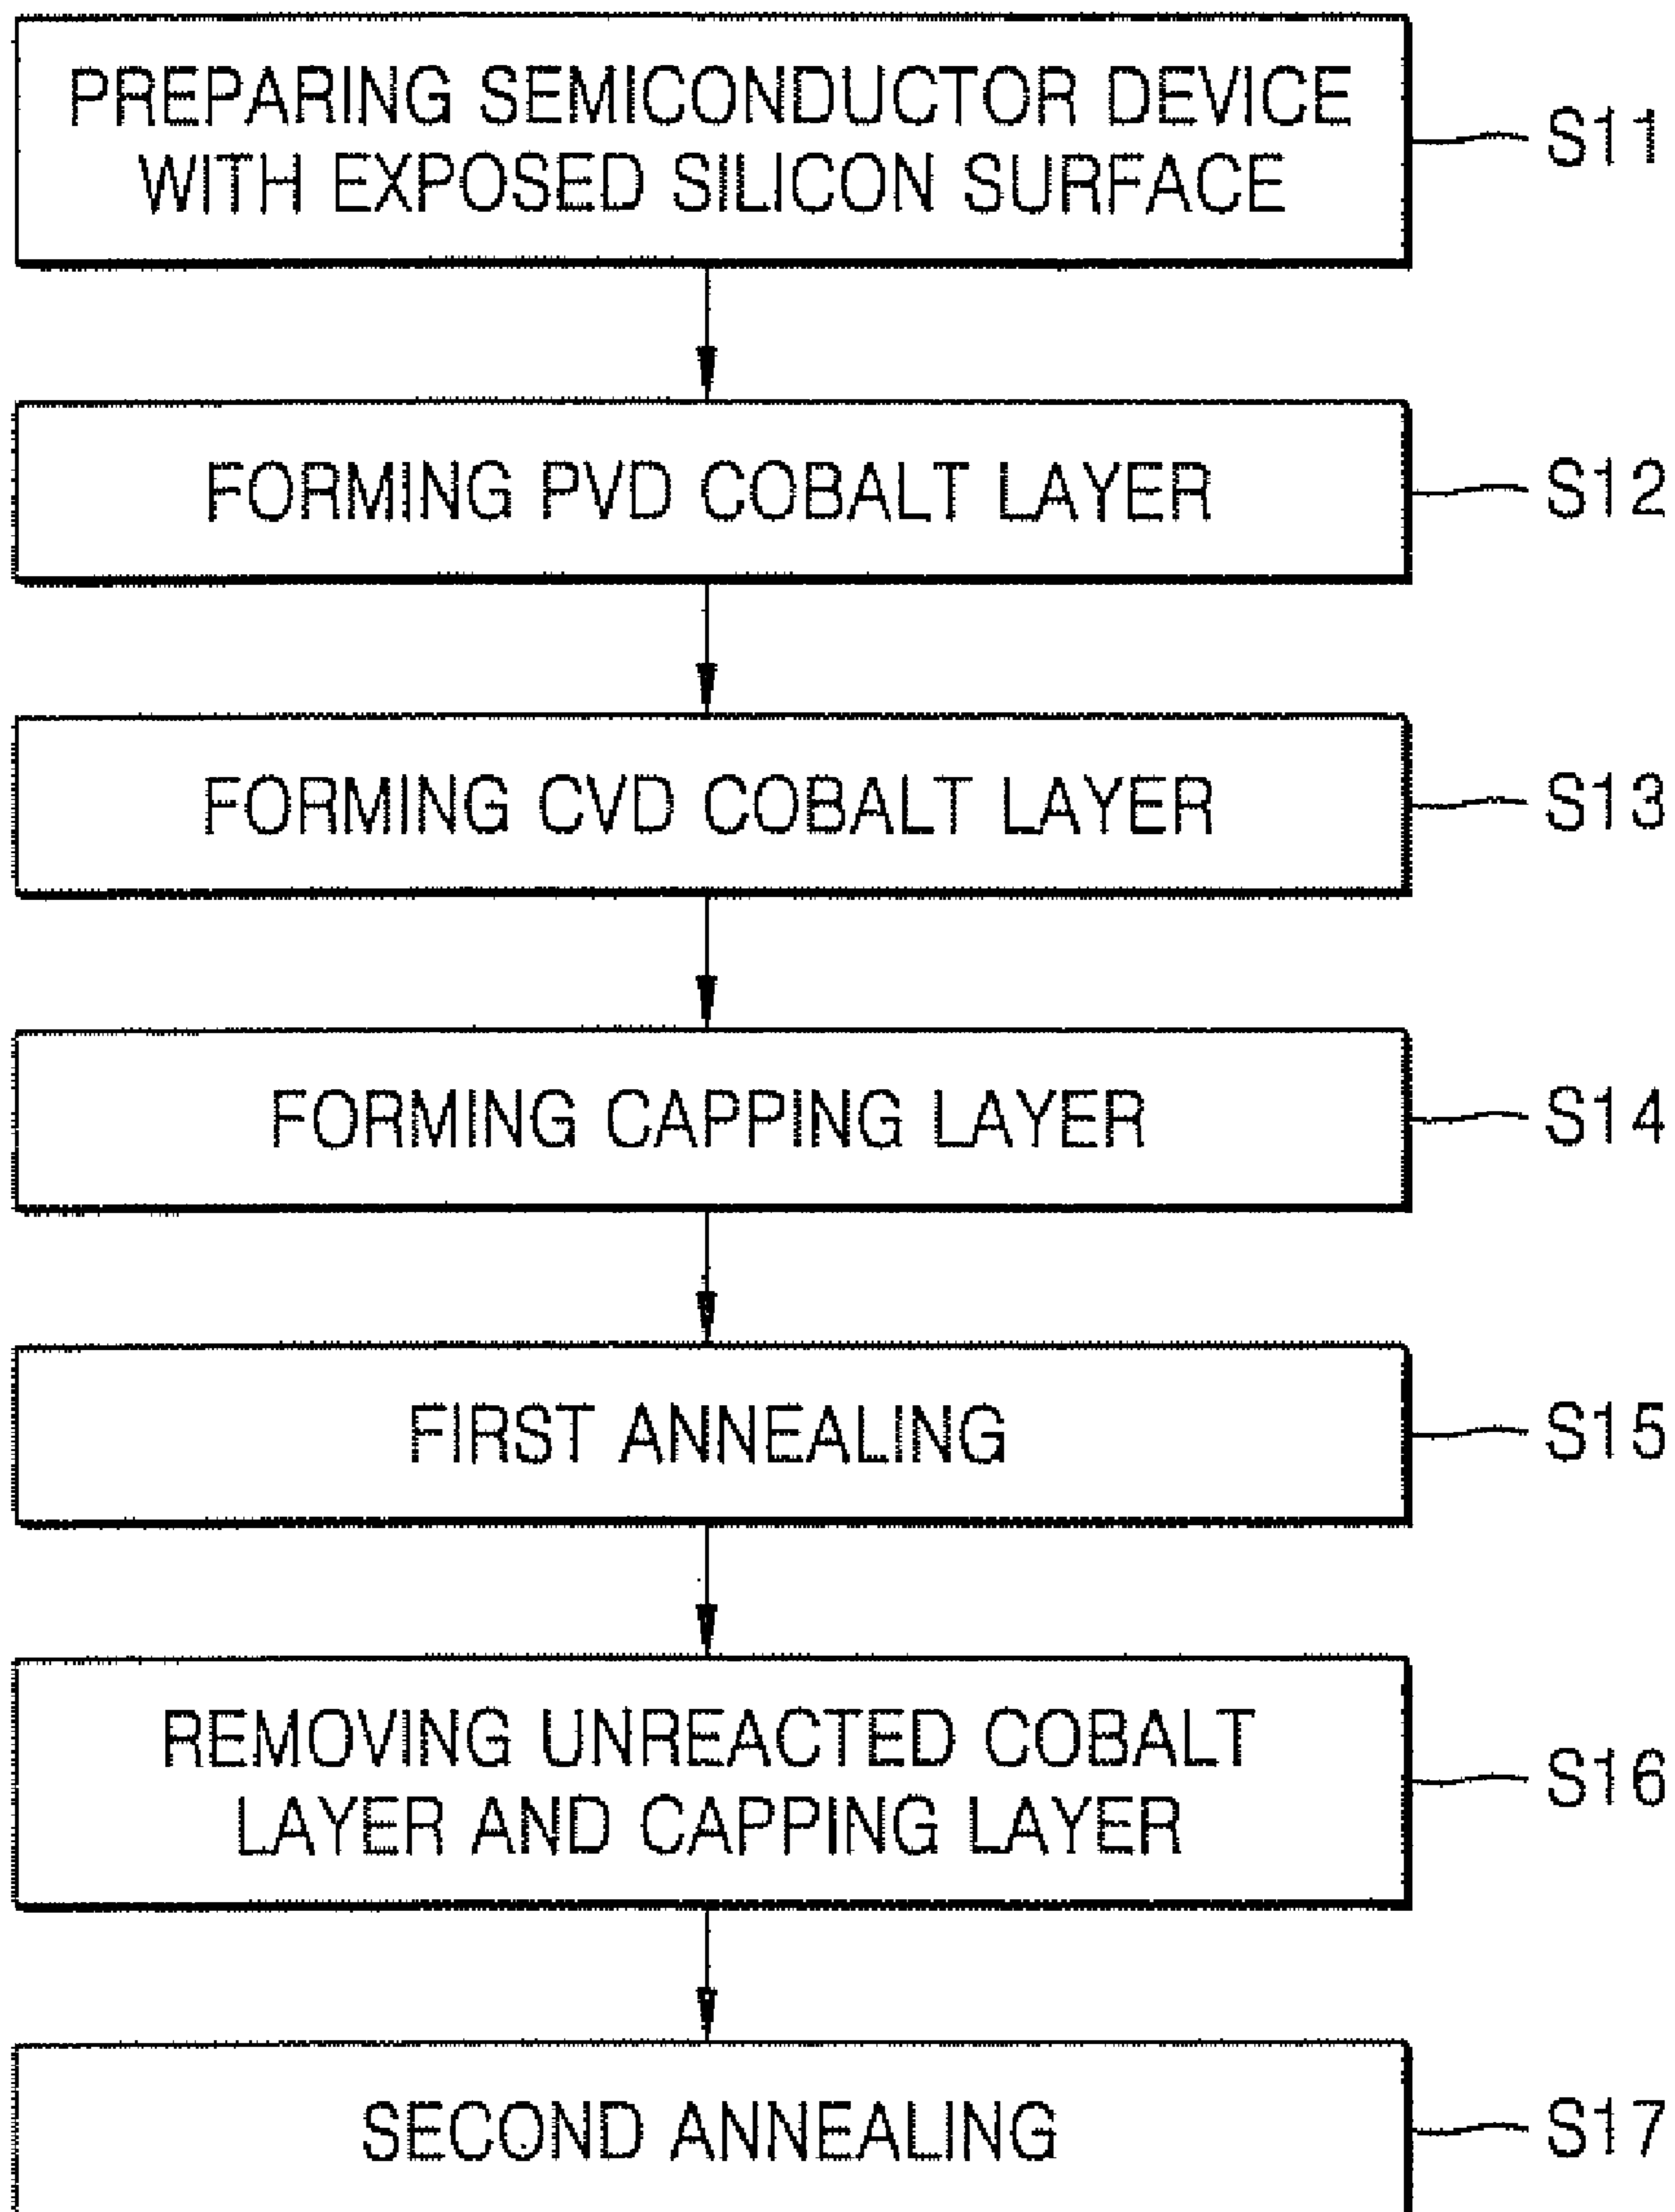 PREPARING SEMICONDUCTOR DEVICE
WITH EXPOSED SILICON SURFACE
S11
FORMING PVD COBALT LAYER
S12
FORMING CVD COBALT LAYER
S13
FORMING CAPPING LAYER
S14
FIRST ANNEALING
S15
REMOVING UNREACTED COBALT
LAYER AND CAPPING LAYER
S16
SECOND ANNEALING
S17